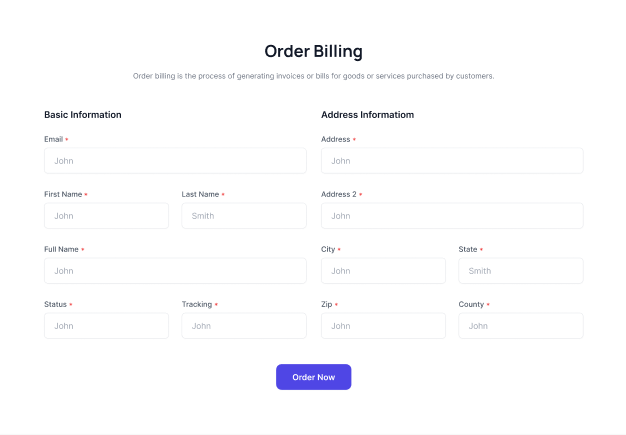 Order Billing
Order billing is the process of generating invoices or bills for goods or services purchased by customers.
Basic Information
Email *
John
First Name *
Last Name *
John
Smith
Full Name *
John
Status *
Tracking *
John
John
Address Informatiom
Address *
John
Address 2 *
John
City *
State *
John
Smith
Zip *
County *
John
John
Order Now